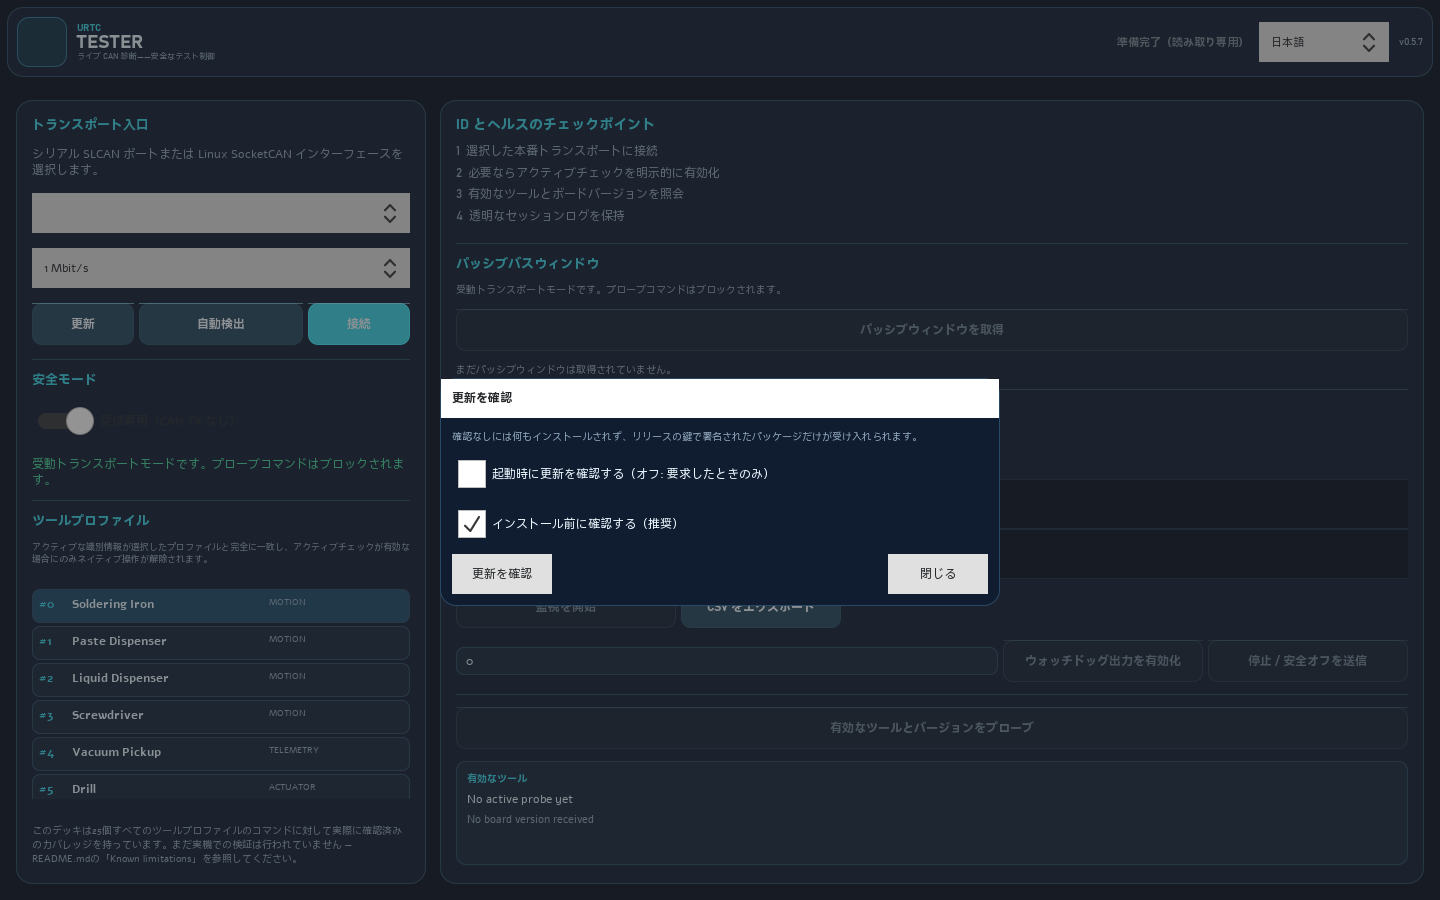 URTC
TESTER
ライブ CAN 診断——安全なテスト制御
準備完了（読み取り専用）
日本語
v0.5.7
トランスポート入口
シリアル SLCAN ポートまたは Linux SocketCAN インターフェースを
選択します。
1 Mbit/s
更新
自動検出
接続
安全モード
受信専用（CAN TX なし）
受動トランスポートモードです。プローブコマンドはブロックされま
す。
ツールプロファイル
アクティブな識別情報が選択したプロファイルと完全に一致し、アクティブチェックが有効な
場合にのみネイティブ操作が解除されます。
#0 Soldering Iron MOTION
#1 Paste Dispenser MOTION
#2 Liquid Dispenser MOTION
#3 Screwdriver MOTION
#4 Vacuum Pickup TELEMETRY
#5 Drill ACTUATOR
このデッキは25個すべてのツールプロファイルのコマンドに対して実際に確認済み
のカバレッジを持っています。まだ実機での検証は行われていません —
README.mdの「Known limitations」を参照してください。
ID とヘルスのチェックポイント
1 選択した本番トランスポートに接続
2 必要ならアクティブチェックを明示的に有効化
3 有効なツールとボードバージョンを照会
4 透明なセッションログを保持
パッシブバスウィンドウ
受動トランスポートモードです。プローブコマンドはブロックされます。
パッシブウィンドウを取得
まだパッシブウィンドウは取得されていません。
更新を確認
確認なしには何もインストールされず、リリースの鍵で署名されたパッケージだけが受け入れられます。
起動時に更新を確認する（オフ: 要求したときのみ）
インストール前に確認する（推奨）
更新を確認
閉じる
監視を開始
CSV をエクスポート
0
ウォッチドッグ出力を有効化
停止 / 安全オフを送信
有効なツールとバージョンをプローブ
有効なツール
No active probe yet
No board version received